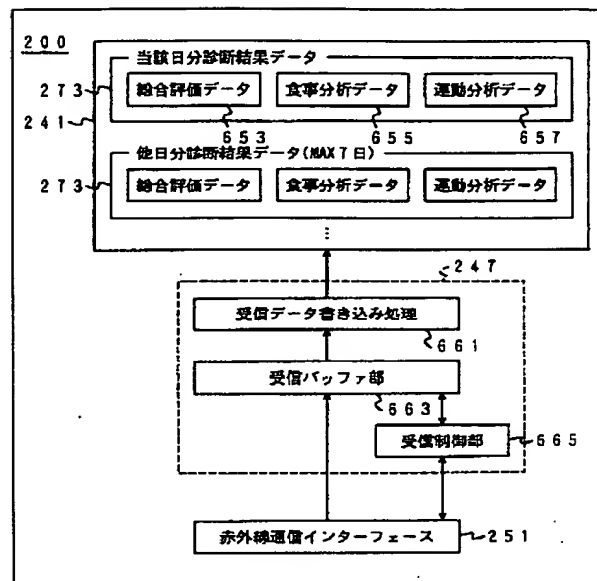 200
当該日分診断結果データ
273
総合評価データ 食事分析データ 運動分析データ
241
653 655 657
他日分診断結果データ(MAX7日)
273
総合評価データ 食事分析データ 運動分析データ
⋮
247
受信データ書き込み処理
661
受信バッファ部
663
受信制御部 665
赤外線通信インターフェース 251